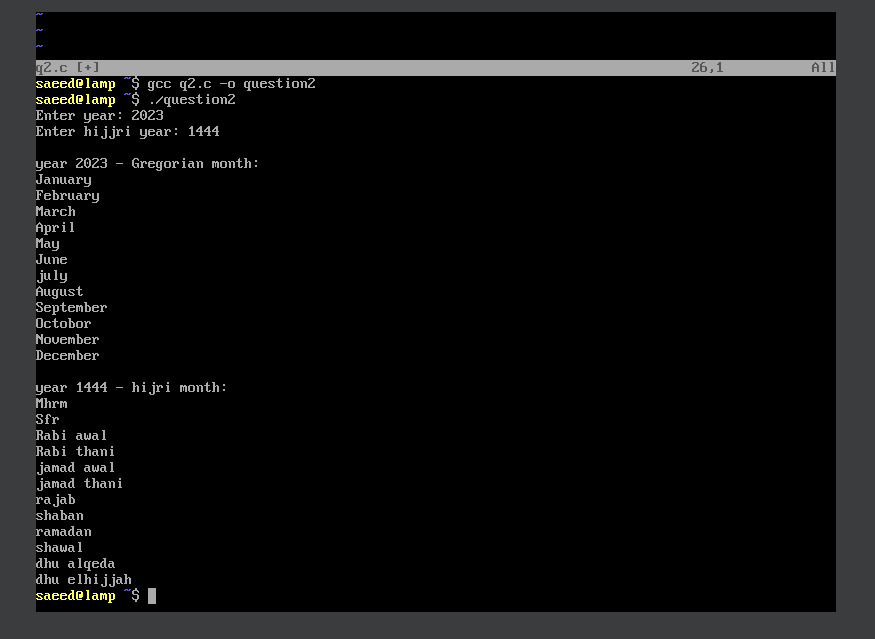 ~
~
~
q2.c [+] 26,1 All
saeed@lamp ~$ gcc q2.c -o question2
saeed@lamp ~$ ./question2
Enter year: 2023
Enter hijjri year: 1444
year 2023 - Gregorian month:
January
February
March
April
May
June
july
August
September
Octobor
November
December
year 1444 - hijri month:
Mhrm
Sfr
Rabi awal
Rabi thani
jamad awal
jamad thani
rajab
shaban
ramadan
shawal
dhu alqeda
dhu elhijjah
saeed@lamp ~$